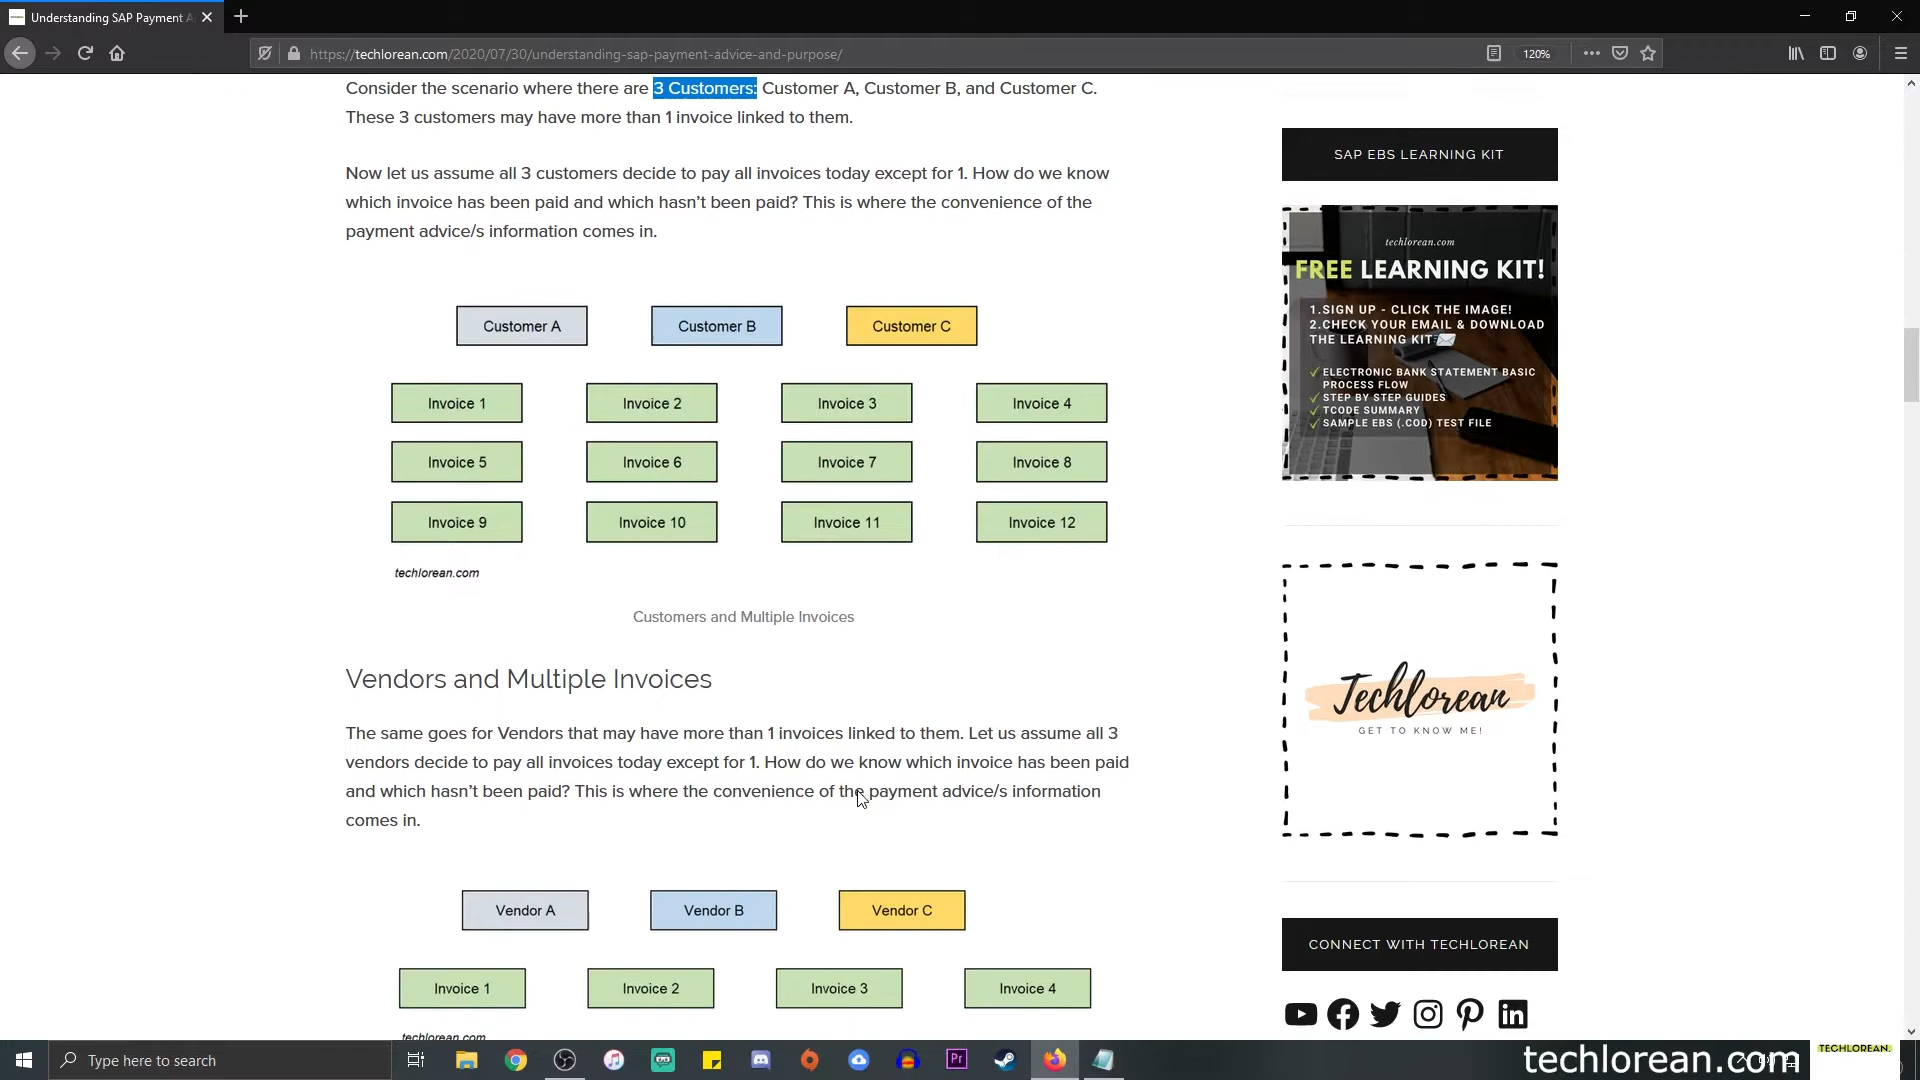 Understanding SAP Payment A
https://techlorean.com/2020/07/30/understanding-sap-payment-advice-and-purpose/
120%
Consider the scenario where there are 3 Customers: Customer A, Customer B, and Customer C.
These 3 customers may have more than 1 invoice linked to them.
Now let us assume all 3 customers decide to pay all invoices today except for 1. How do we know
which invoice has been paid and which hasn’t been paid? This is where the convenience of the
payment advice/s information comes in.
Customer A Customer B Customer C
Invoice 1 Invoice 2 Invoice 3 Invoice 4
Invoice 5 Invoice 6 Invoice 7 Invoice 8
Invoice 9 Invoice 10 Invoice 11 Invoice 12
techlorean.com
Customers and Multiple Invoices
Vendors and Multiple Invoices
The same goes for Vendors that may have more than 1 invoices linked to them. Let us assume all 3
vendors decide to pay all invoices today except for 1. How do we know which invoice has been paid
and which hasn’t been paid? This is where the convenience of the payment advice/s information
comes in.
Vendor A Vendor B Vendor C
Invoice 1 Invoice 2 Invoice 3 Invoice 4
techlorean.com
SAP EBS LEARNING KIT
techlorean.com
FREE LEARNING KIT!
1.SIGN UP - CLICK THE IMAGE!
2.CHECK YOUR EMAIL & DOWNLOAD
THE LEARNING KIT
ELECTRONIC BANK STATEMENT BASIC
PROCESS FLOW
STEP BY STEP GUIDES
TCODE SUMMARY
SAMPLE EBS (.COD) TEST FILE
Techlorean
GET TO KNOW ME!
CONNECT WITH TECHLOREAN
Type here to search
Pr
techlorean.com
TECHLOREAN.